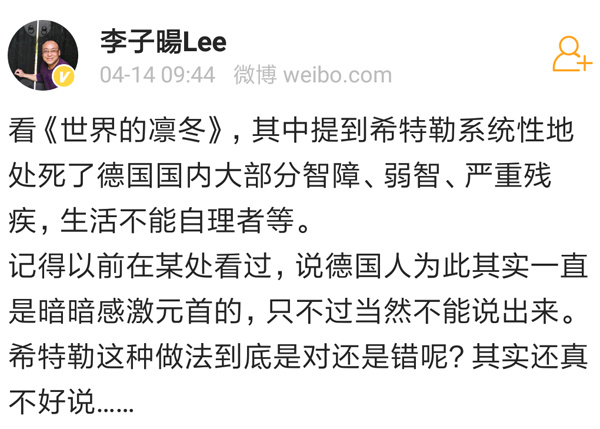 李子暘Lee
04-14 09:44 微博 weibo.com
看《世界的凛冬》，其中提到希特勒系统性地
处死了德国国内大部分智障、弱智、严重残
疾，生活不能自理者等。
记得以前在某处看过，说德国人为此其实一直
是暗暗感激元首的，只不过当然不能说出来。
希特勒这种做法到底是对还是错呢？其实还真
不好说……